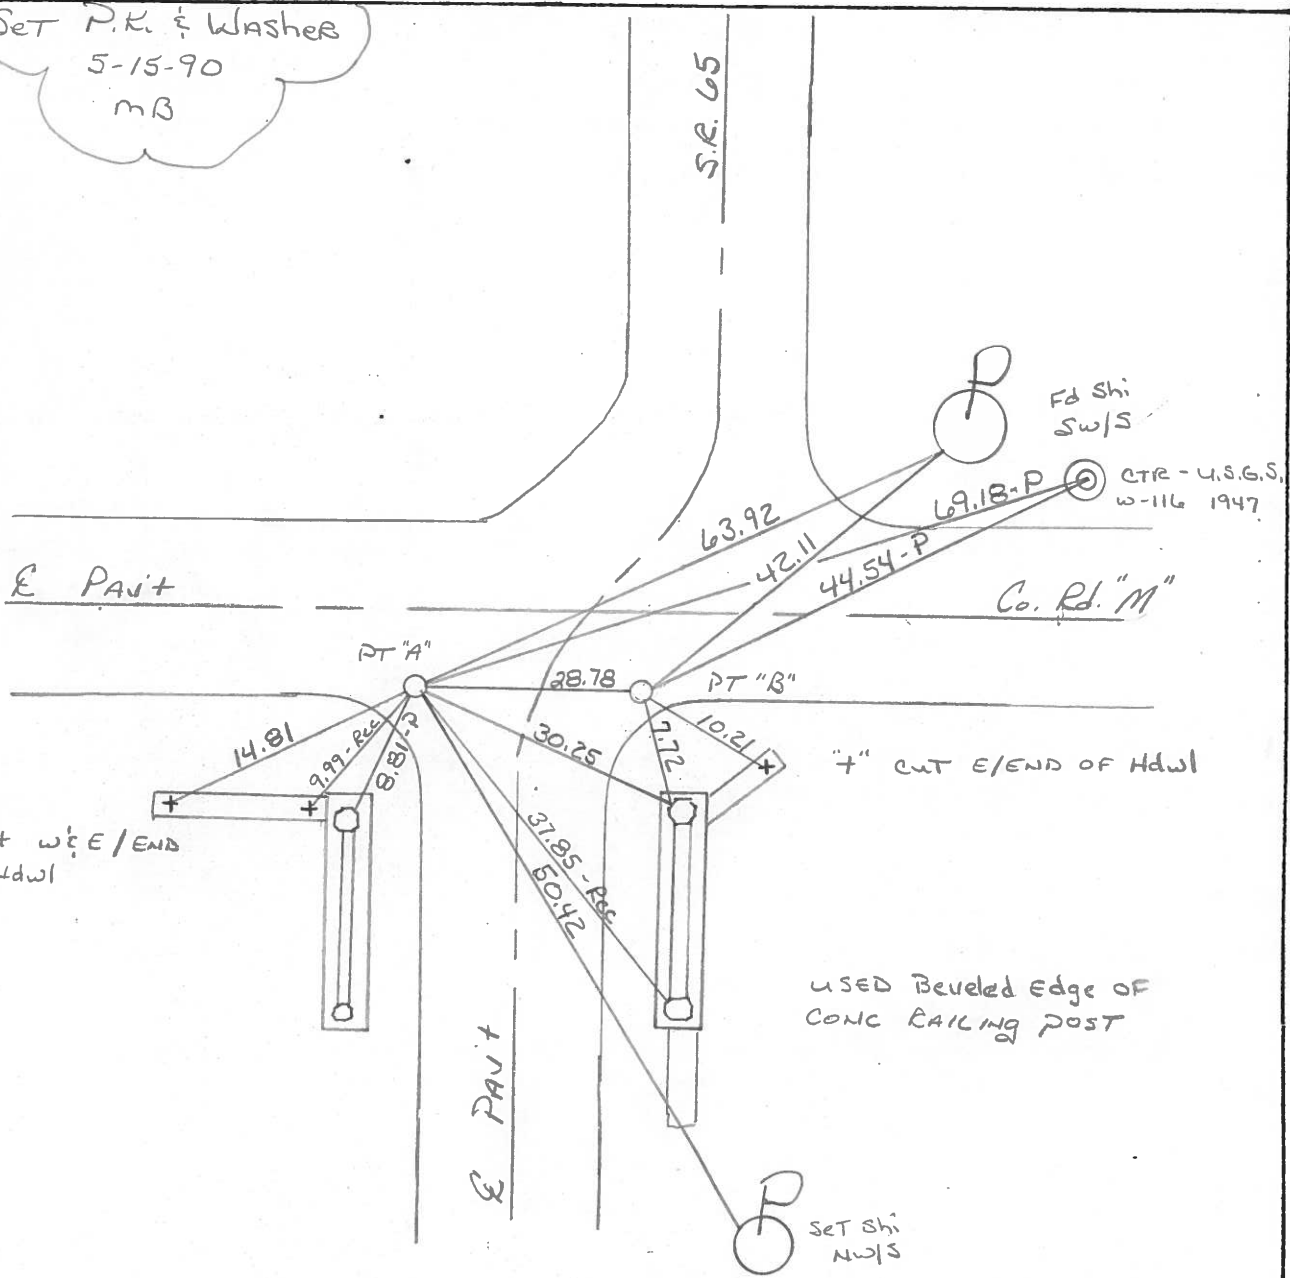 SET P.K. & WASHER
5-15-90
MB
S.R. 65
Fd Shi
SW/S
CTR - U.S.G.S.
W-116 1947
69.18-P
63.92
42.11
44.54-P
℄ PAV't
Co. Rd. "M"
PT "A"
28.78
PT "B"
14.81
9.99-Rec
8.81-P
30.25
7.72
10.21
"+" CUT E/END OF Hdwl
W & E/END
Hdwl
37.85-Rec
50.42
USED Beveled Edge OF
CONC RAILING POST
℄ PAV't
SET Shi
NW/S